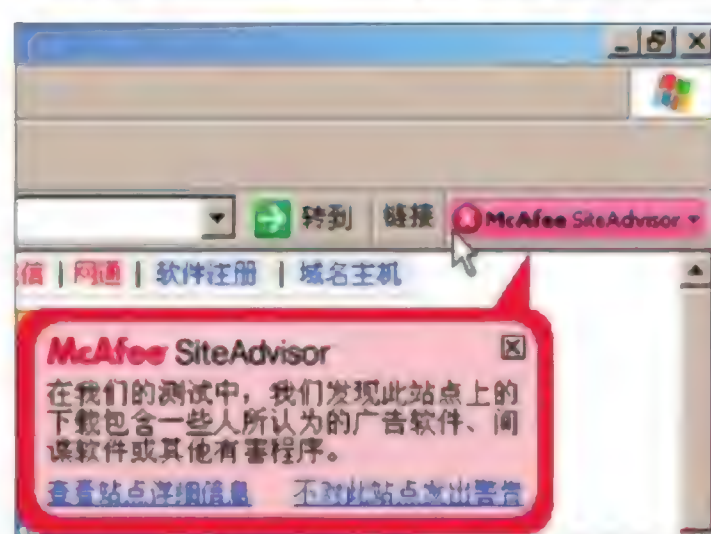 转到 链接 McAfee SiteAdvisor
信 | 网通 | 软件注册 | 域名主机
McAfee SiteAdvisor
在我们的测试中，我们发现此站点上的
下载包含一些人所认为的广告软件、间
谍软件或其他有害程序。
查看站点详细信息 不对此站点发出警告